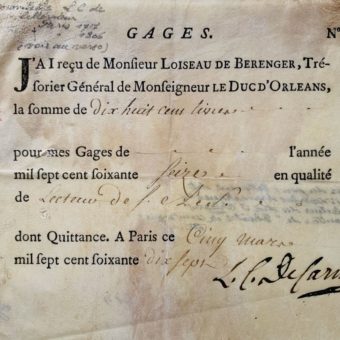 GAGES. N°
J'AI reçu de Monsieur LOISEAU DE BERENGER, Tré-
sorier Général de Monseigneur LE DUC D'ORLEANS,
la somme de dix huit cent livres
pour mes Gages de l'année
mil sept cent soixante seize en qualité
de Lecteur de S.
dont Quittance. A Paris ce Cinq mars
mil sept cent soixante dix sept
L. C. De Carm